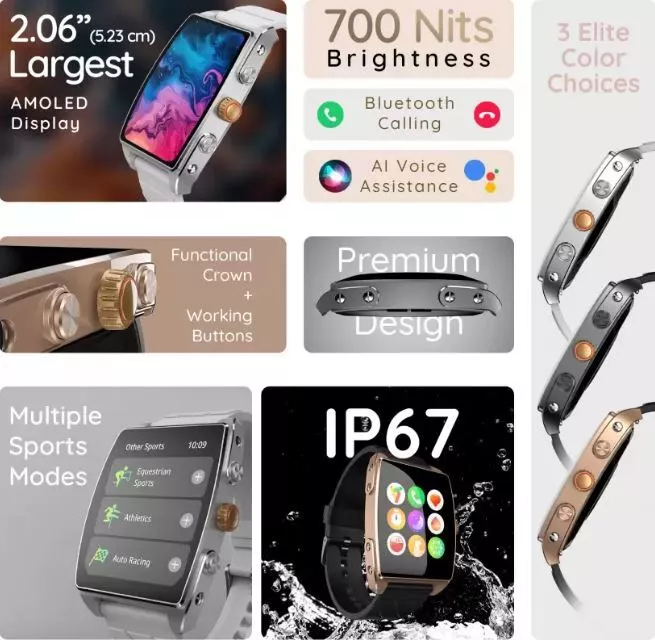 2.06” (5.23 cm)
Largest
AMOLED
Display
700 Nits
Brightness
Bluetooth
Calling
AI Voice
Assistance
3 Elite
Color
Choices
Functional
Crown
+
Working
Buttons
Premium
Design
Multiple
Sports
Modes
Other Sports 10:09
Equestrian
Sports
Athletics
Auto Racing
IP67